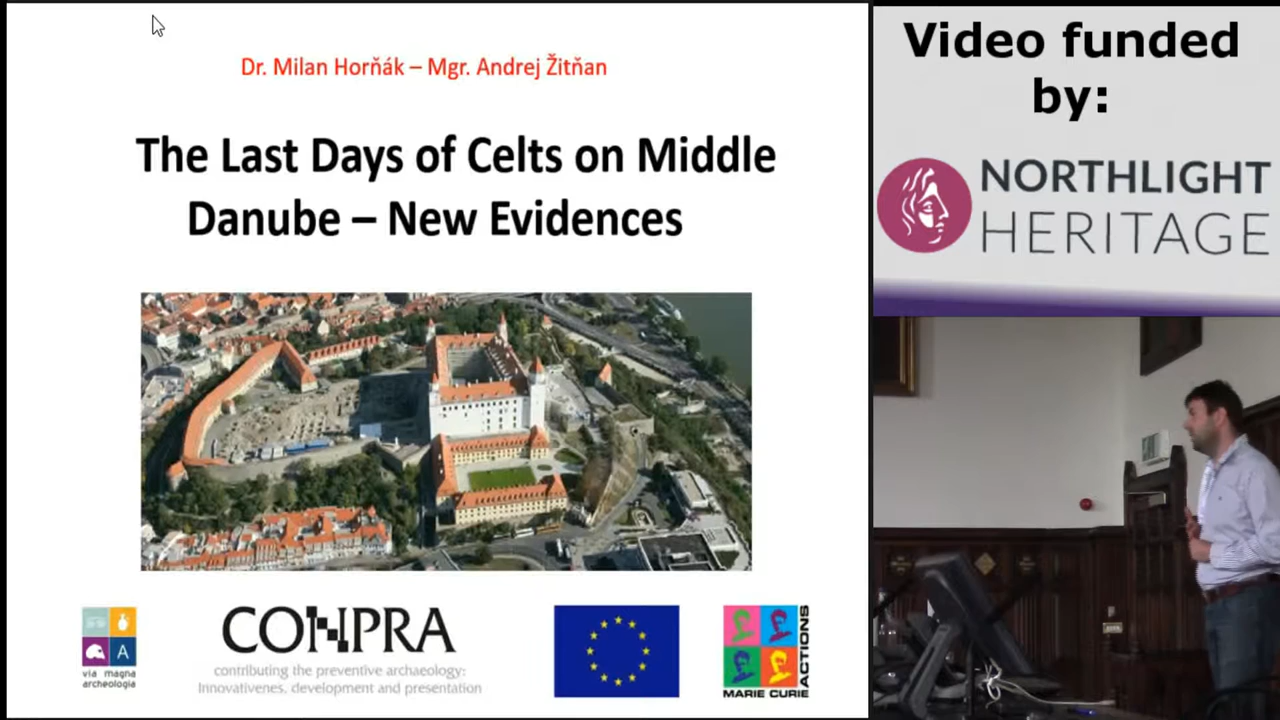 Dr. Milan Horňák – Mgr. Andrej Žitňan
The Last Days of Celts on Middle
Danube – New Evidences
via magna
archeologia
A
CONPRA
contributing the preventive archaeology:
Innovativenes, development and presentation
MARIE CURIE
ACTIONS
Video funded
by:
NORTHLIGHT
HERITAGE